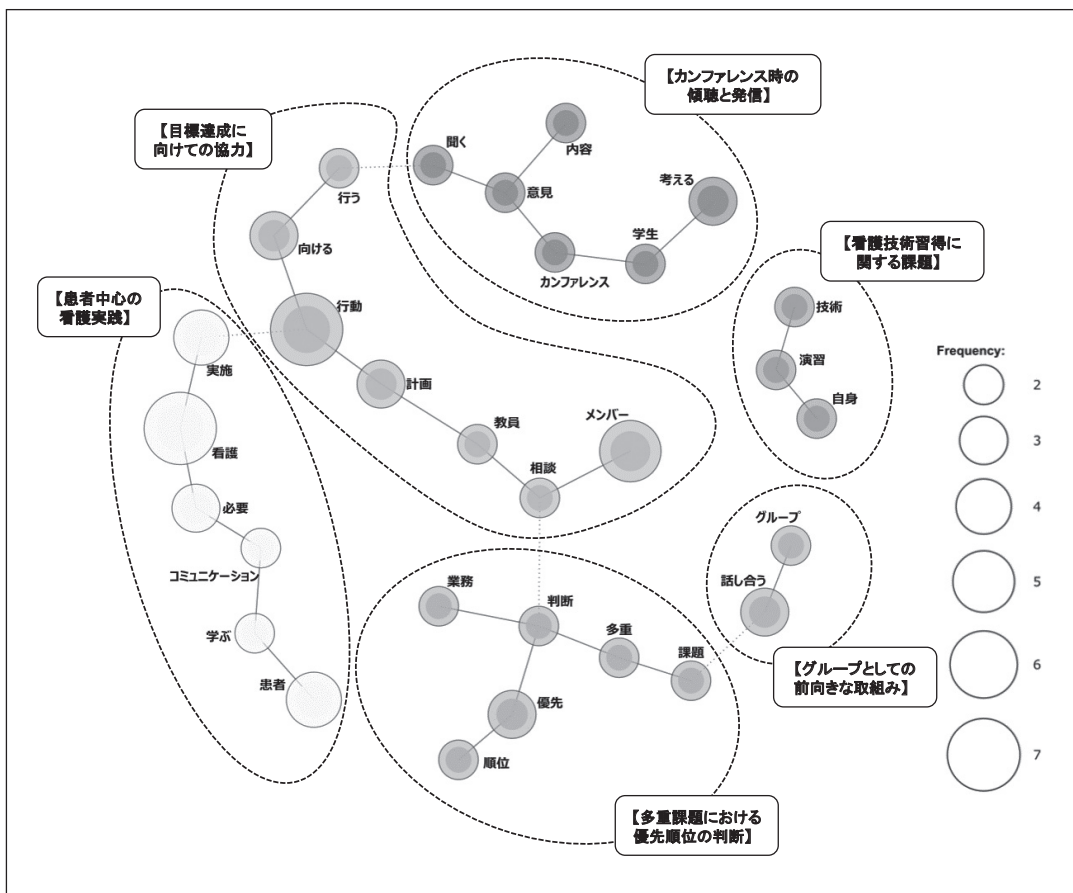 【カンファレンス時の
傾聴と発信】
【目標達成に
向けての協力】
聞く
内容
意見
考える
行う
学生
カンファレンス
向ける
【看護技術習得に
関する課題】
【患者中心の
看護実践】
行動
技術
実施
演習
計画
自身
Frequency:
2
3
4
5
6
7
教員
メンバー
相談
看護
必要
コミュニケーション
学ぶ
患者
グループ
話し合う
業務
判断
多重
課題
優先
順位
【グループとしての
前向きな取組み】
【多重課題における
優先順位の判断】